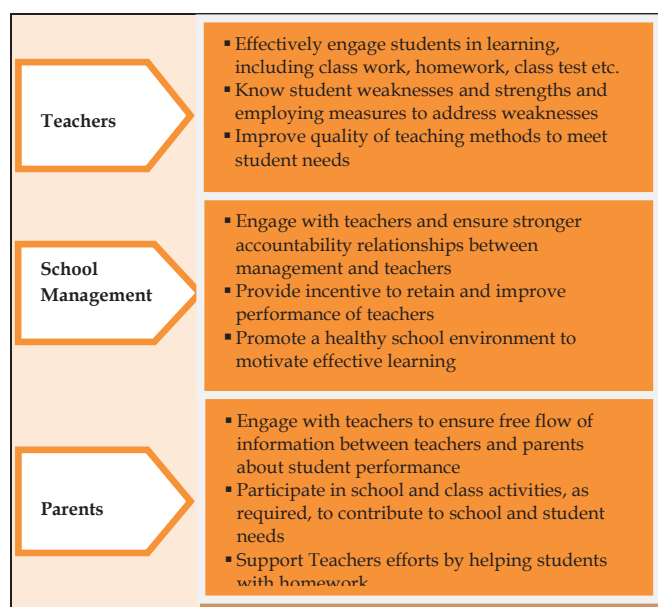 Teachers
▪ Effectively engage students in learning,
including class work, homework, class test etc.
▪ Know student weaknesses and strengths and
employing measures to address weaknesses
▪ Improve quality of teaching methods to meet
student needs
School
Management
▪ Engage with teachers and ensure stronger
accountability relationships between
management and teachers
▪ Provide incentive to retain and improve
performance of teachers
▪ Promote a healthy school environment to
motivate effective learning
Parents
▪ Engage with teachers to ensure free flow of
information between teachers and parents
about student performance
▪ Participate in school and class activities, as
required, to contribute to school and student
needs
▪ Support Teachers efforts by helping students
with homework